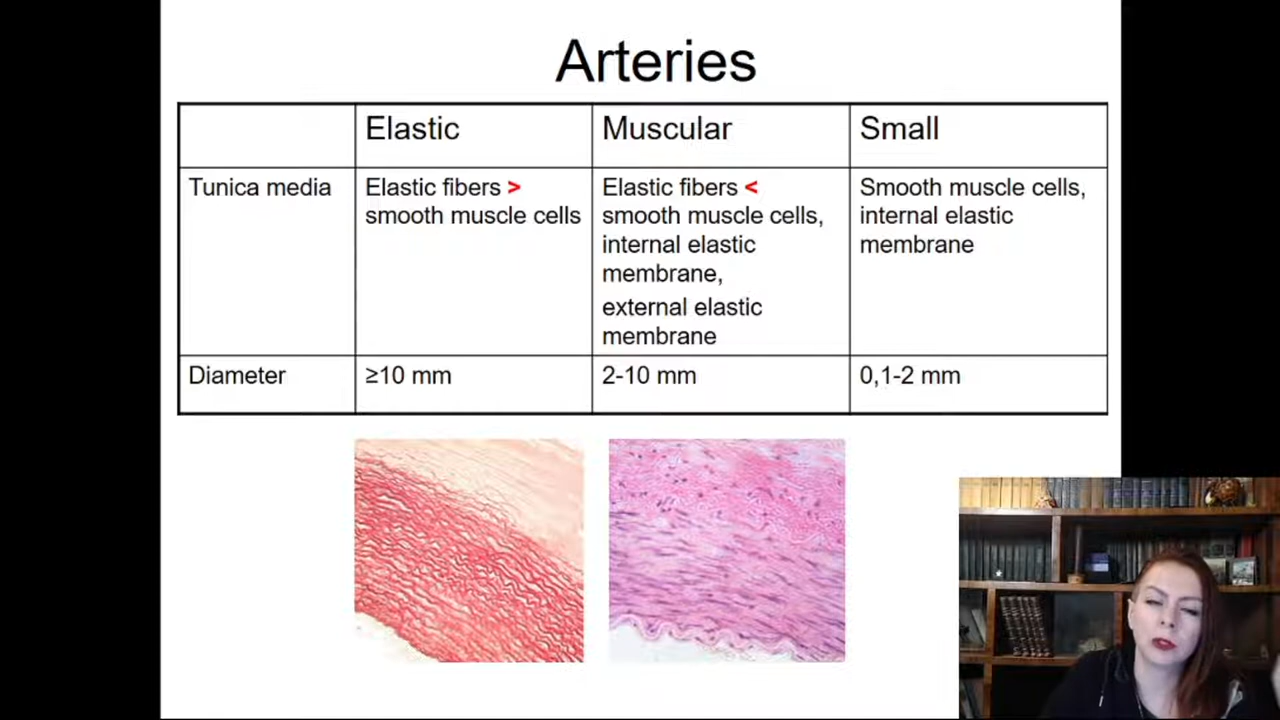 Arteries
Elastic
Muscular
Small
Tunica media
Elastic fibers >
smooth muscle cells
Elastic fibers <
smooth muscle cells,
internal elastic
membrane,
external elastic
membrane
Smooth muscle cells,
internal elastic
membrane
Diameter
≥10 mm
2-10 mm
0,1-2 mm